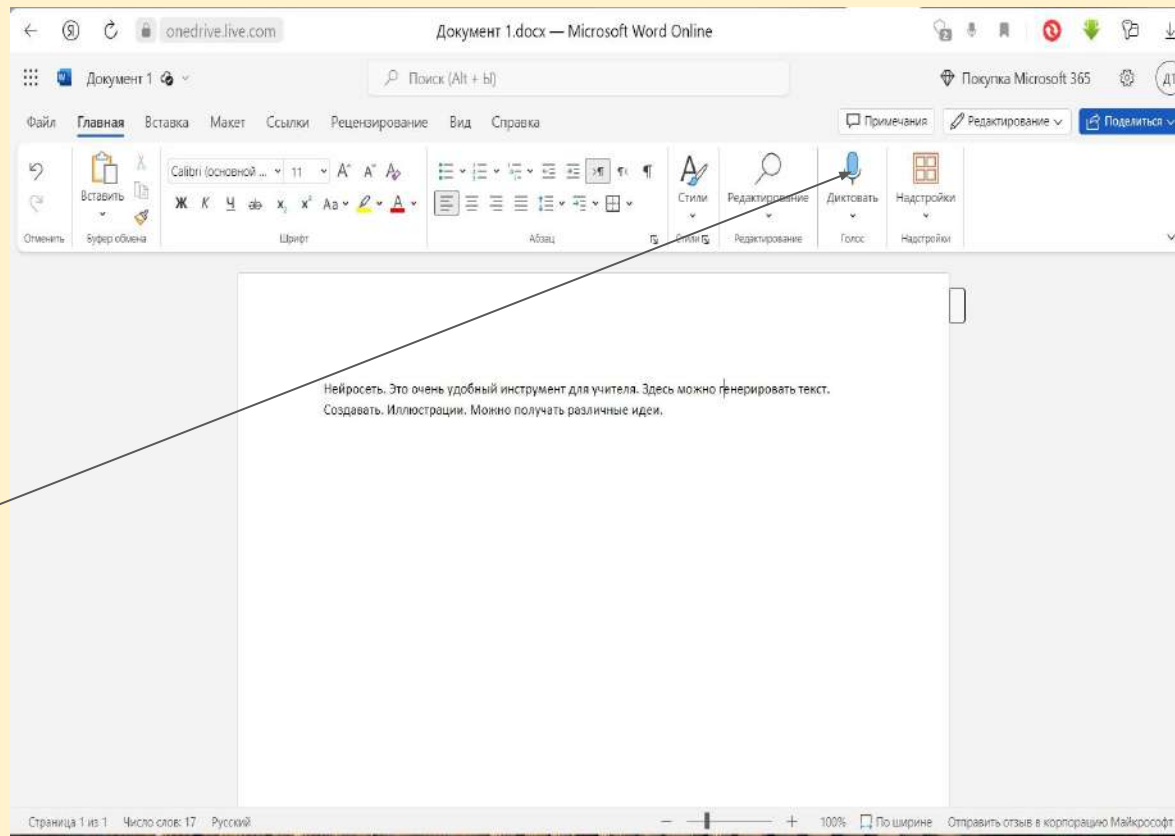 onedrive.live.com Документ 1.docx — Microsoft Word Online
Документ 1 Поиск (Alt + Ы) Покупка Microsoft 365 ДТ
Файл Главная Вставка Макет Ссылки Рецензирование Вид Справка Примечания Редактирование Поделиться
Calibri (основной ... 11
Вставить Ж К Ч ab x, x² Aa A Стили Редактирование Диктовать Надстройки
Отменить Буфер обмена Шрифт Абзац Стили Редактирование Голос Надстройки
Нейросеть. Это очень удобный инструмент для учителя. Здесь можно генерировать текст.
Создавать. Иллюстрации. Можно получать различные идеи.
Страница 1 из 1 Число слов: 17 Русский 100% По ширине Отправить отзыв в корпорацию Майкрософт